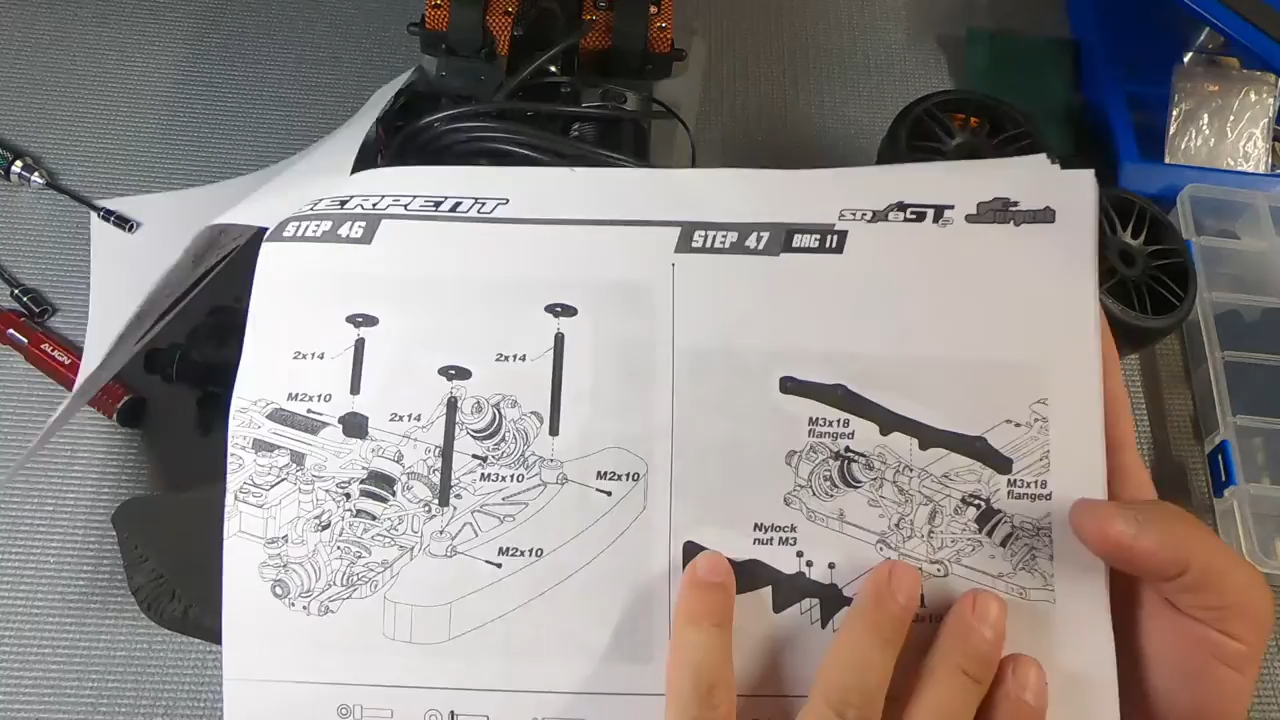 SERPENT
SRX8GTe
Serpent
STEP 46
STEP 47
BAG 11
2x14
2x14
M2x10
2x14
M3x10
M2x10
M2x10
M3x18
flanged
M3x18
flanged
Nylock
nut M3
ALIGN